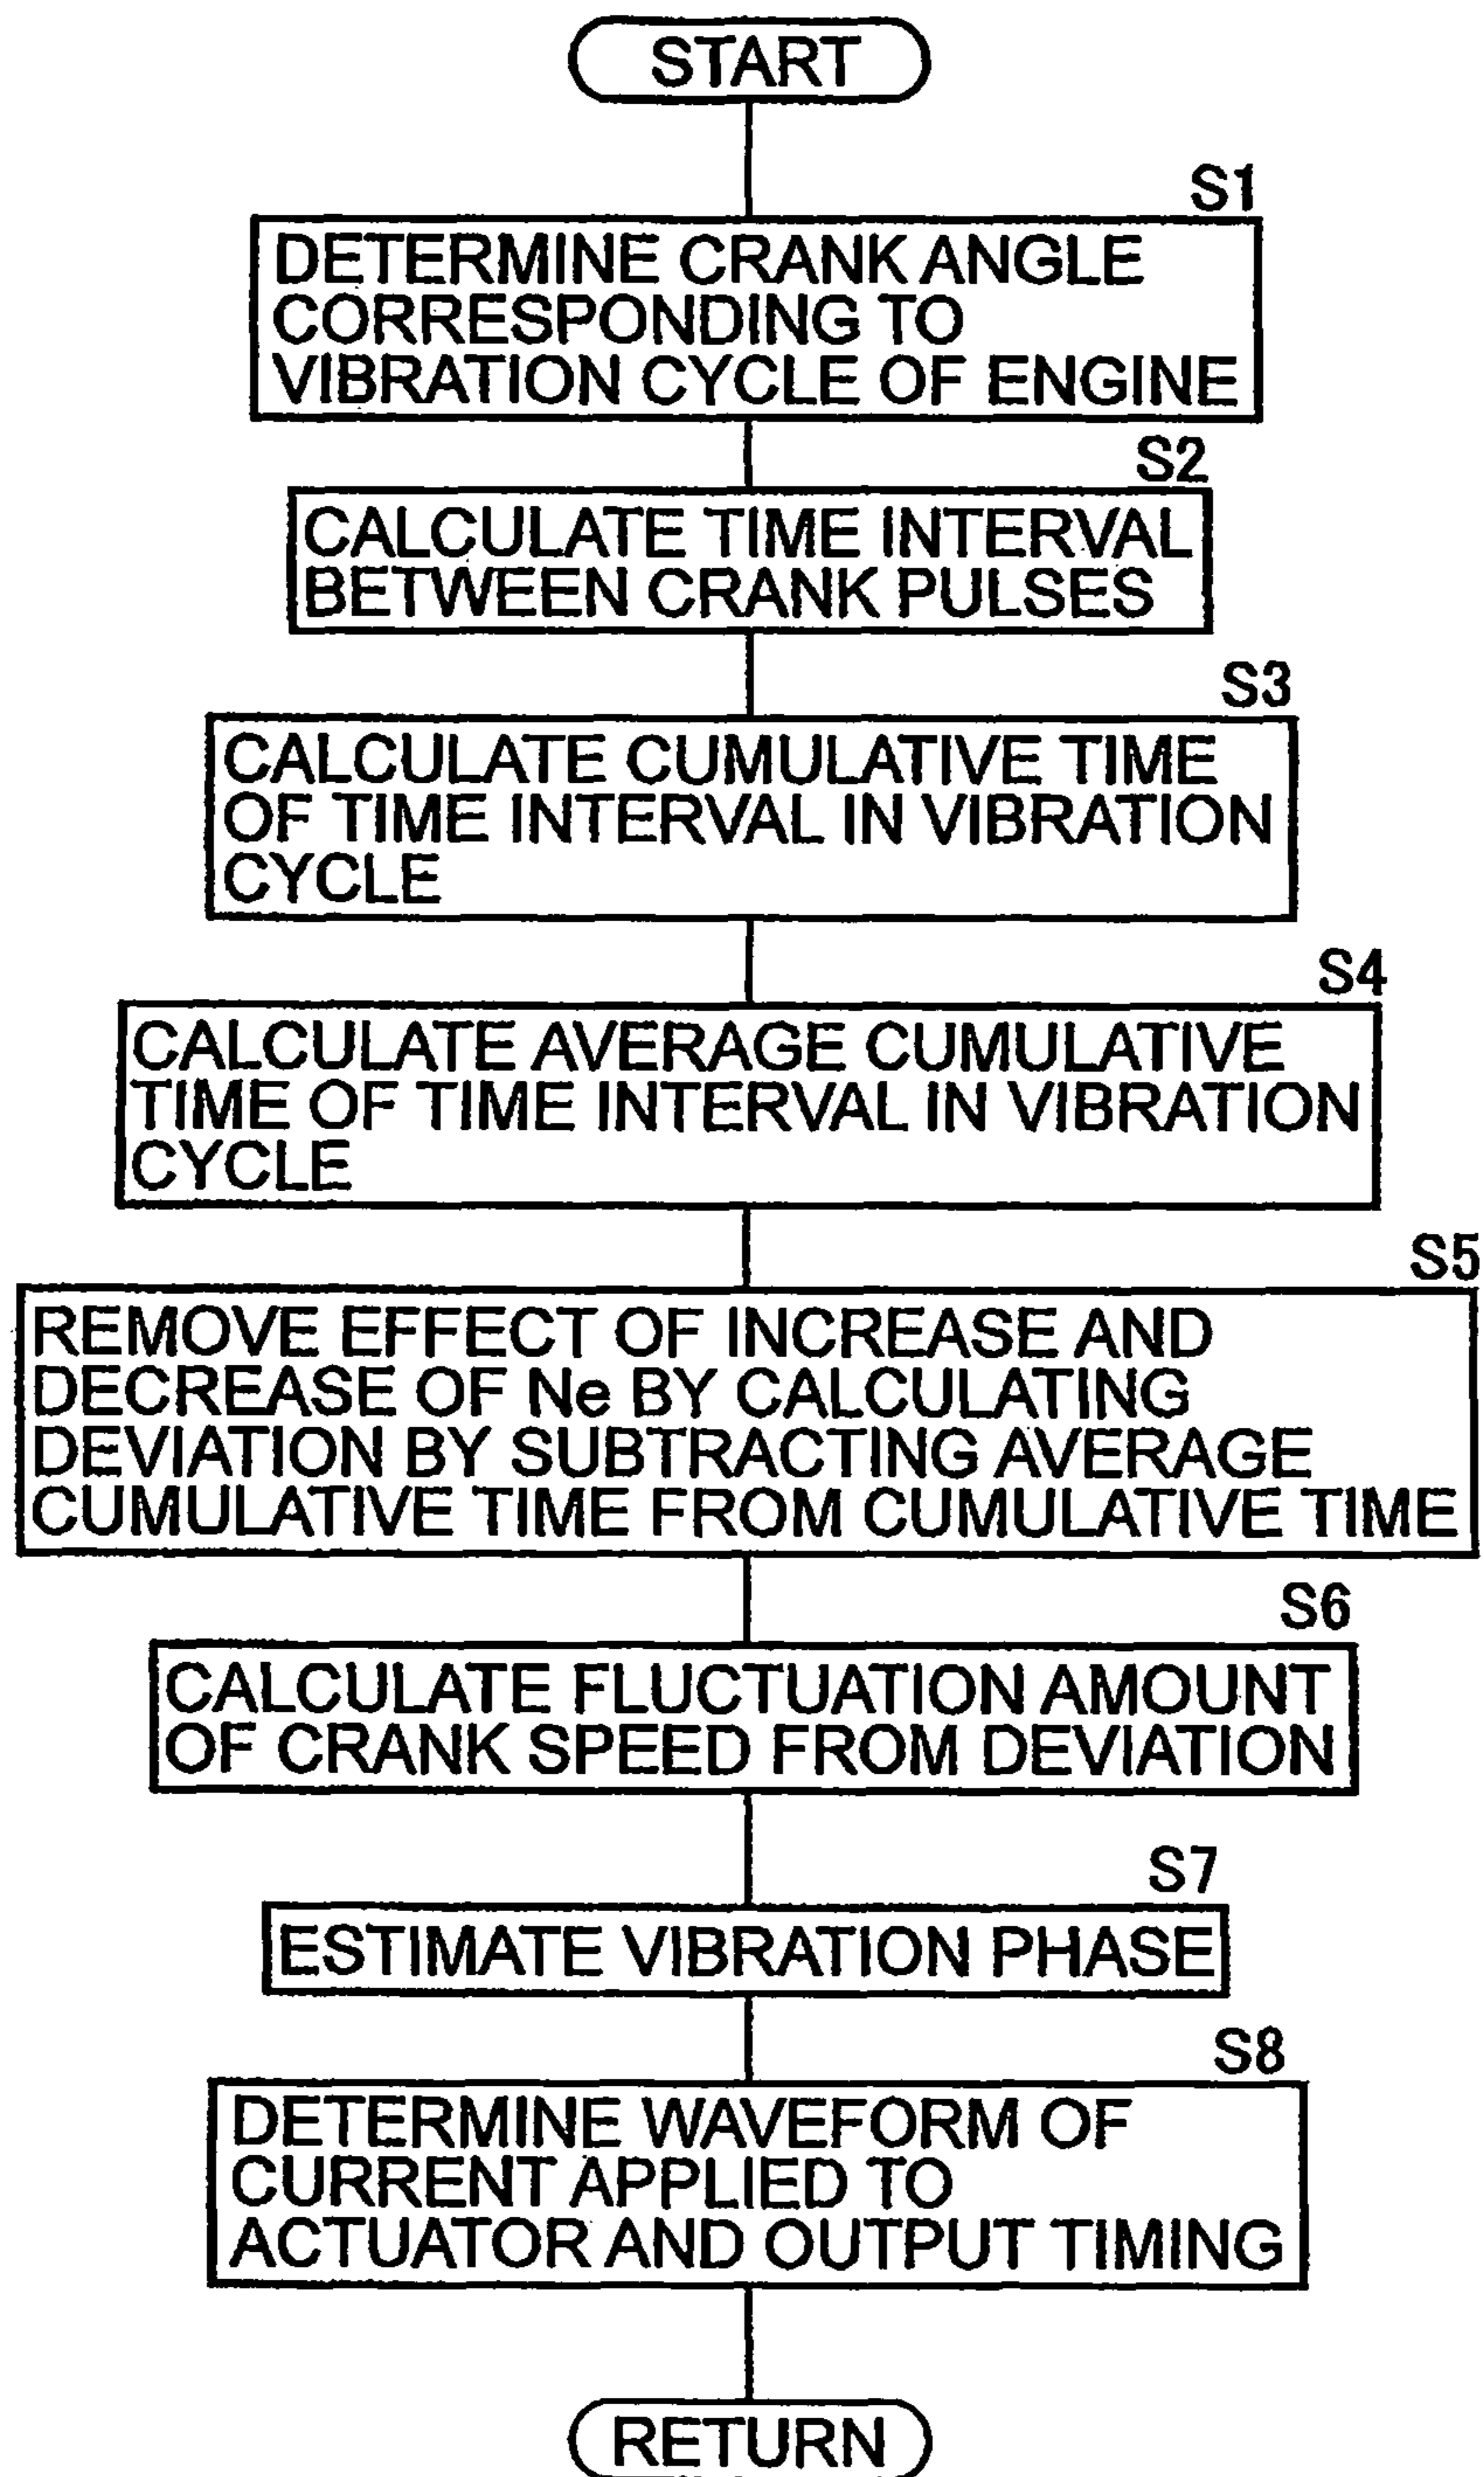 START
S1
DETERMINE CRANK ANGLE
CORRESPONDING TO
VIBRATION CYCLE OF ENGINE
S2
CALCULATE TIME INTERVAL
BETWEEN CRANK PULSES
S3
CALCULATE CUMULATIVE TIME
OF TIME INTERVAL IN VIBRATION
CYCLE
S4
CALCULATE AVERAGE CUMULATIVE
TIME OF TIME INTERVAL IN VIBRATION
CYCLE
S5
REMOVE EFFECT OF INCREASE AND
DECREASE OF Ne BY CALCULATING
DEVIATION BY SUBTRACTING AVERAGE
CUMULATIVE TIME FROM CUMULATIVE TIME
S6
CALCULATE FLUCTUATION AMOUNT
OF CRANK SPEED FROM DEVIATION
S7
ESTIMATE VIBRATION PHASE
S8
DETERMINE WAVEFORM OF
CURRENT APPLIED TO
ACTUATOR AND OUTPUT TIMING
RETURN